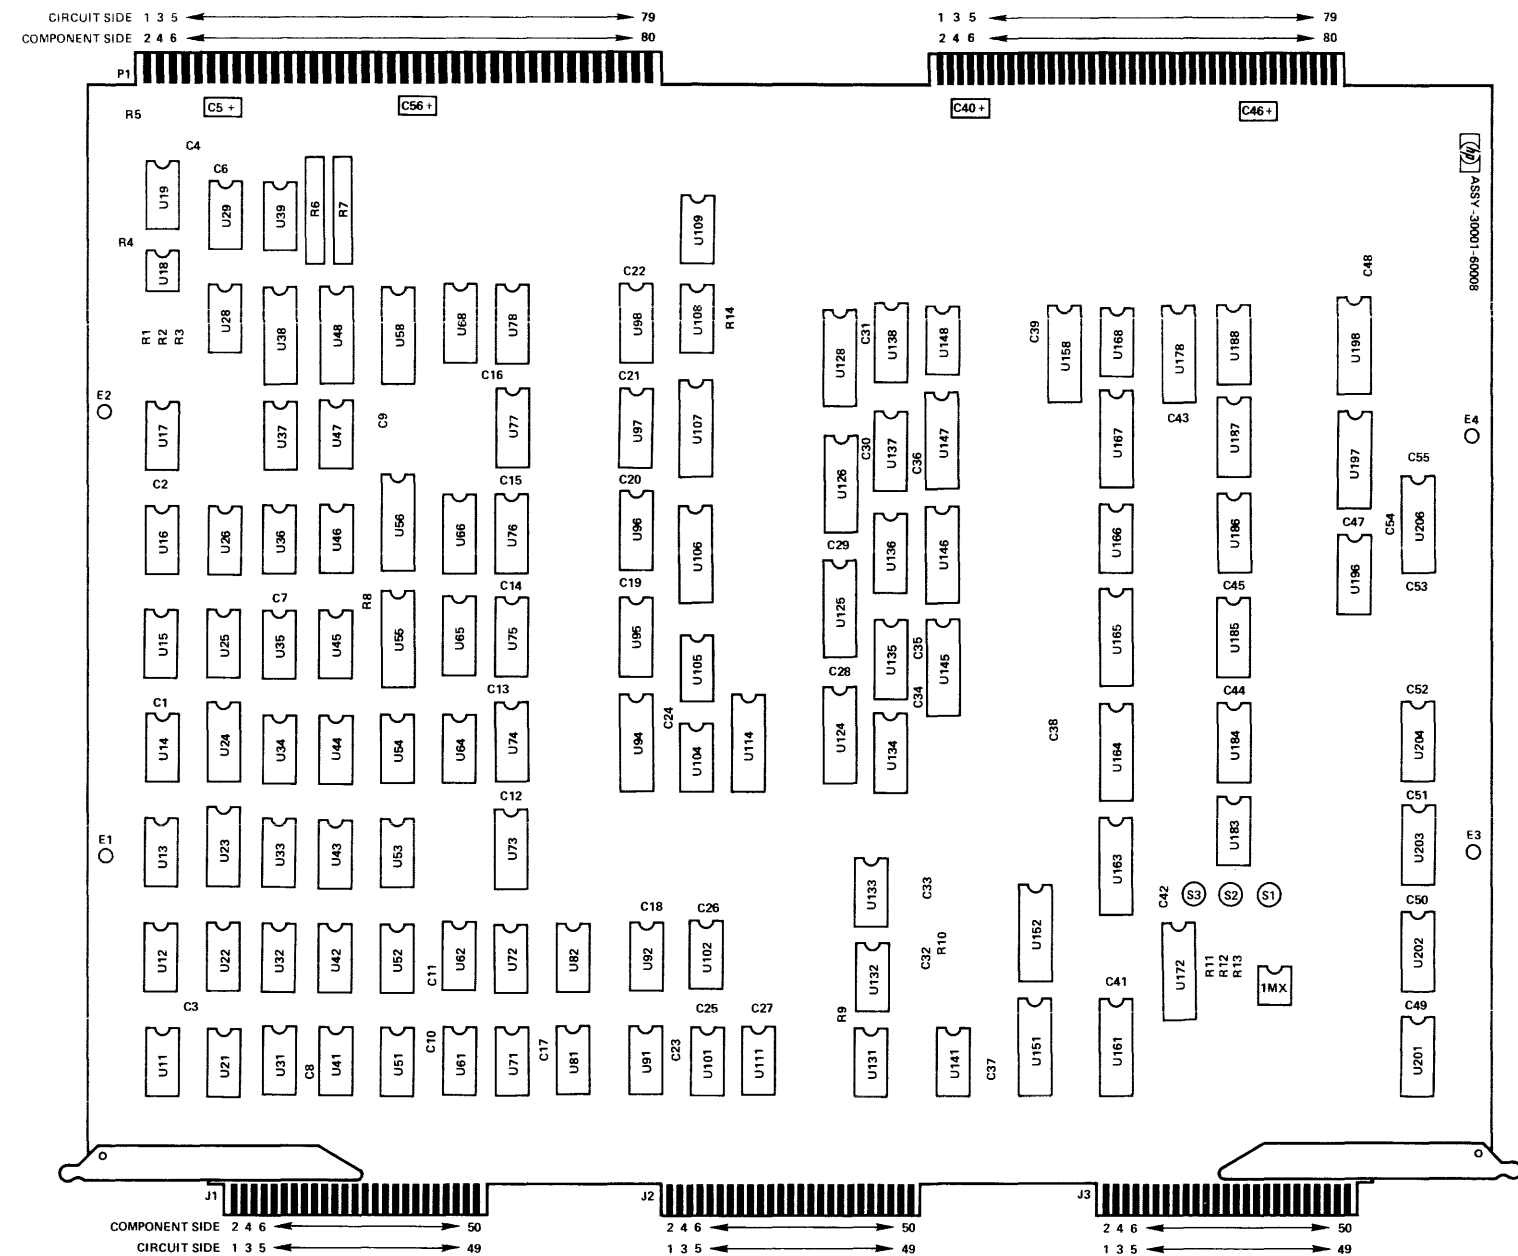 CIRCUIT SIDE 1 3 5 79 1 3 5 79
COMPONENT SIDE 2 4 6 80 2 4 6 80
P1
C5 + C56 + C40 + C46 +
R5
C4
hp ASSY-30001-60008
C6
U19 U29 U39 R6 R7 U109
R4
U18
C22 C48
U28 U38 U48 U58 U68 U78 U98 U108 R14
R1 R2 R3
U128 C31 U138 U148 C39 U158 U168 U178 U188 U198
C16 C21
E2
U17 U37 U47 C9 U77 U97 U107
C30 U137 C36 U147 U167 C43 U187 U197 E4
C55
C2 C15 C20
U126
U16 U26 U36 U46 U56 U66 U76 U96 U106
C29 U136 U146 U166 U186 C47 C54 U206
C7 R8 C14 C19
U125 C45 U196 C53
U15 U25 U35 U45 U55 U65 U75 U95 U105
U135 C35 U145 U165 U185
C1 C13 C28 C34 C44 C52
U14 U24 U34 U44 U54 U64 U74 U94 C24 U104 U114
U124 U134 C38 U164 U184 U204
C12 C51
E1
U13 U23 U33 U43 U53 U73
U163 U183 U203 E3
U133 C33 C42 S3 S2 S1
C18 C26 C50
U12 U22 U32 U42 U52 C11 U62 U72 U82 U92 U102
U132 C32 R10 U152 U172 R11 R12 R13 1MX U202
C3 C25 C27 R9 C41 C49
U11 U21 U31 C8 U41 U51 C10 U61 U71 C17 U81 U91 C23 U101 U111
U131 U141 C37 U151 U161 U201
J1 J2 J3
COMPONENT SIDE 2 4 6 50 2 4 6 50 2 4 6 50
CIRCUIT SIDE 1 3 5 49 1 3 5 49 1 3 5 49